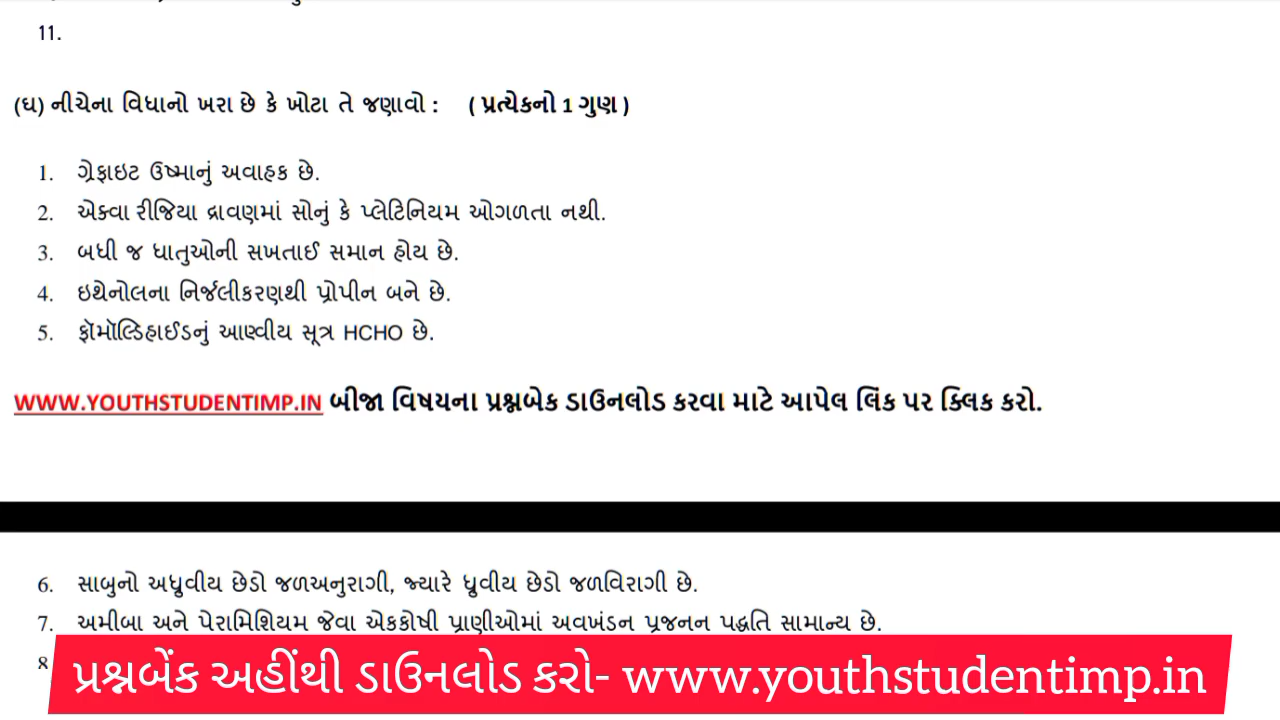 11.
(ઘ) નીચેના વિધાનો ખરા છે કે ખોટા તે જણાવો : ( પ્રત્યેકનો 1 ગુણ )
1. ગ્રેફાઇટ ઉષ્માનું અવાહક છે.
2. એક્વા રીજિયા દ્રાવણમાં સોનું કે પ્લેટિનિયમ ઓગળતા નથી.
3. બધી જ ધાતુઓની સખતાઈ સમાન હોય છે.
4. ઇથેનોલના નિર્જલીકરણથી પ્રોપીન બને છે.
5. ફૉમૉલ્ડિહાઈડનું આણ્વીય સૂત્ર HCHO છે.
WWW.YOUTHSTUDENTIMP.IN બીજા વિષયના પ્રશ્નબેક ડાઉનલોડ કરવા માટે આપેલ લિંક પર ક્લિક કરો.
6. સાબુનો અધ્રુવીય છેડો જળઅનુરાગી, જ્યારે ધ્રુવીય છેડો જળવિરાગી છે.
7. અમીબા અને પેરામિશિયમ જેવા એકકોષી પ્રાણીઓમાં અવખંડન પ્રજનન પદ્ધતિ સામાન્ય છે.
8
પ્રશ્નબેંક અહીંથી ડાઉનલોડ કરો- www.youthstudentimp.in